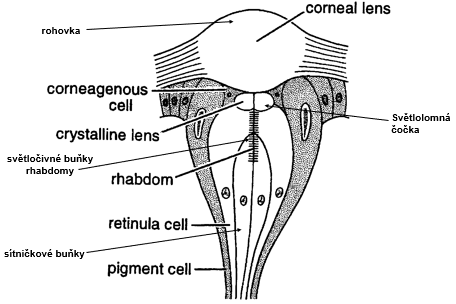 corneal lens
rohovka
corneagenous
cell
Světlolomná
čočka
crystalline lens
světločivné buňky
rhabdomy
rhabdom
retinula cell
sítničkové buňky
pigment cell